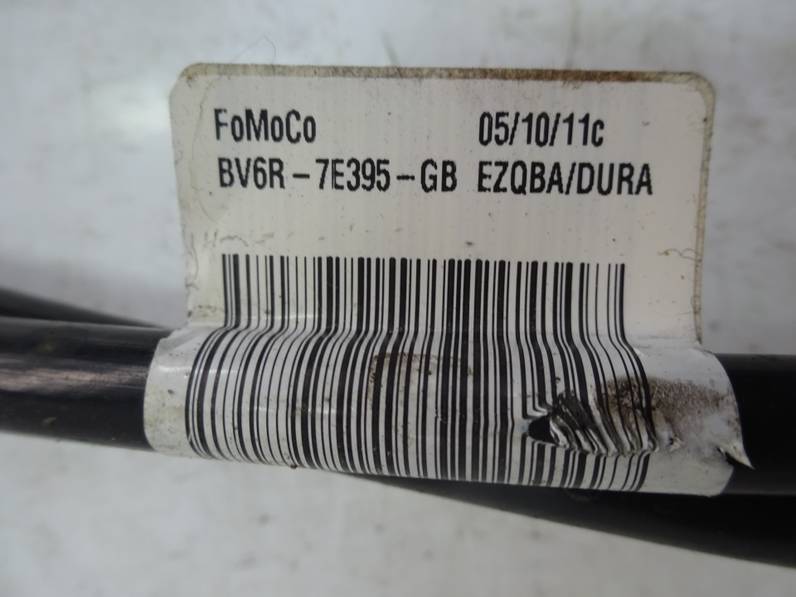 FoMoCo 05/10/11c
BV6R-7E395-GB EZQBA/DURA